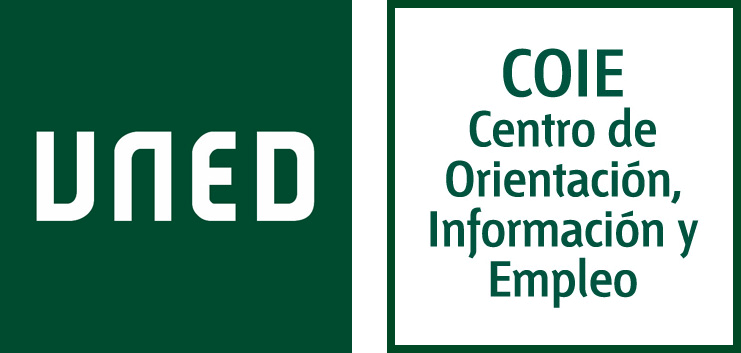 UNED
COIE
Centro de
Orientación,
Información y
Empleo